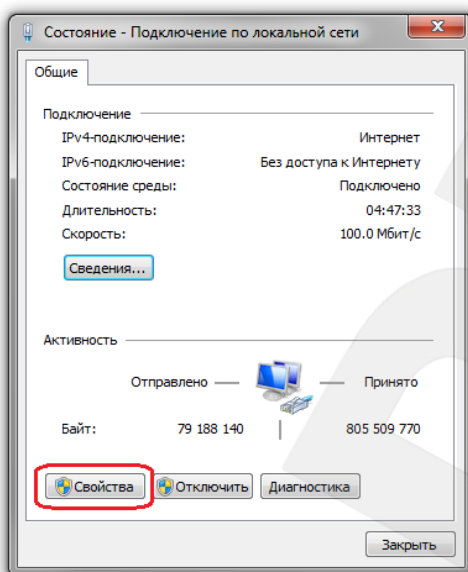 Состояние - Подключение по локальной сети
Общие
Подключение
IPv4-подключение: Интернет
IPv6-подключение: Без доступа к Интернету
Состояние среды: Подключено
Длительность: 04:47:33
Скорость: 100.0 Мбит/с
Сведения...
Активность
Отправлено — — Принято
Байт: 79 188 140 | 805 509 770
Свойства Отключить Диагностика
Закрыть